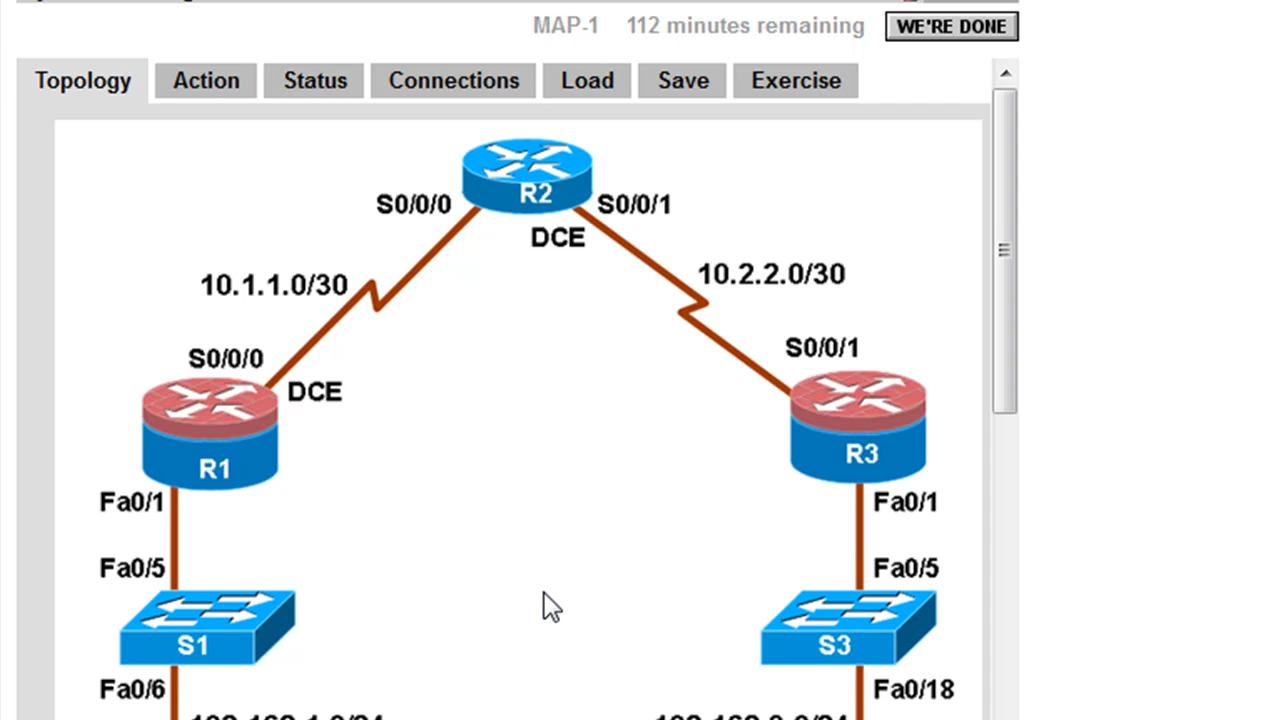 MAP-1 112 minutes remaining WE'RE DONE
Topology Action Status Connections Load Save Exercise
R2
S0/0/0 S0/0/1
DCE
10.1.1.0/30 10.2.2.0/30
S0/0/0 S0/0/1
DCE
R1 R3
Fa0/1 Fa0/1
Fa0/5 Fa0/5
S1 S3
Fa0/6 Fa0/18